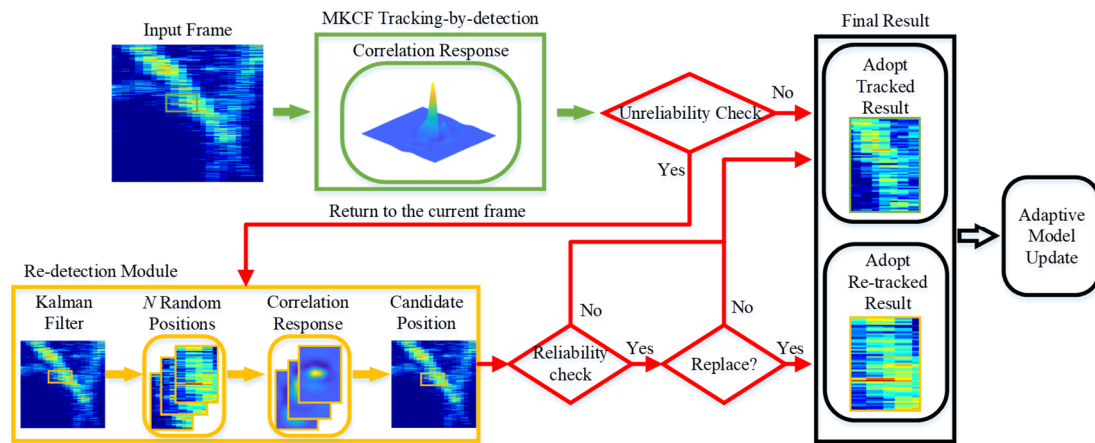 MKCF Tracking-by-detection
Input Frame
Correlation Response
Unreliability Check
No
Yes
Return to the current frame
Final Result
Adopt
Tracked
Result
Adopt
Re-tracked
Result
Adaptive
Model
Update
Re-detection Module
Kalman
Filter
N Random
Positions
Correlation
Response
Candidate
Position
Reliability
check
No
Yes
Replace?
No
Yes